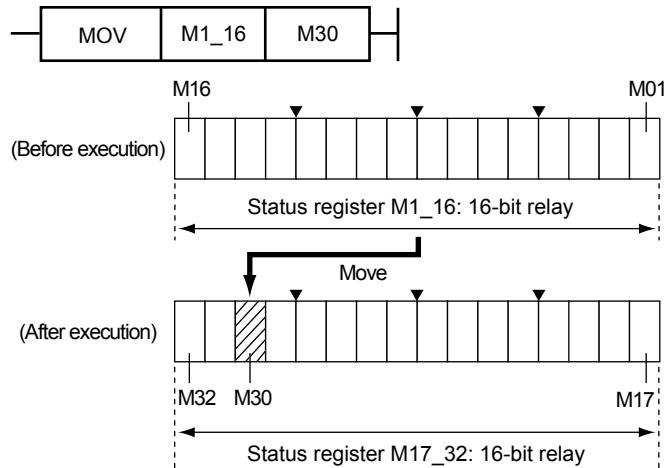 MOV M1_16 M30
M16 M01
(Before execution)
Status register M1_16: 16-bit relay
Move
(After execution)
M32 M30 M17
Status register M17_32: 16-bit relay